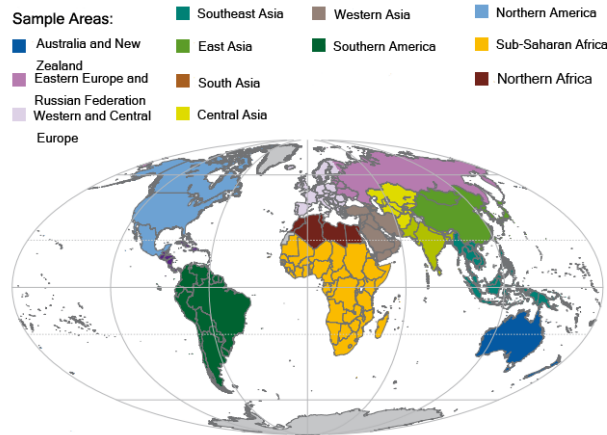 Sample Areas:
Australia and New
Zealand
Eastern Europe and
Russian Federation
Western and Central
Europe
Southeast Asia
East Asia
South Asia
Central Asia
Western Asia
Southern America
Northern America
Sub-Saharan Africa
Northern Africa